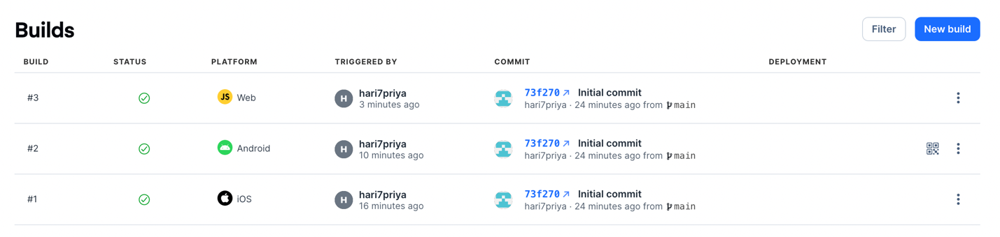 Builds
Filter
New build
BUILD STATUS PLATFORM TRIGGERED BY COMMIT DEPLOYMENT
#3 JS Web H hari7priya 73f270 Initial commit
3 minutes ago hari7priya · 24 minutes ago from main
#2 Android H hari7priya 73f270 Initial commit
10 minutes ago hari7priya · 24 minutes ago from main
#1 iOS H hari7priya 73f270 Initial commit
16 minutes ago hari7priya · 24 minutes ago from main